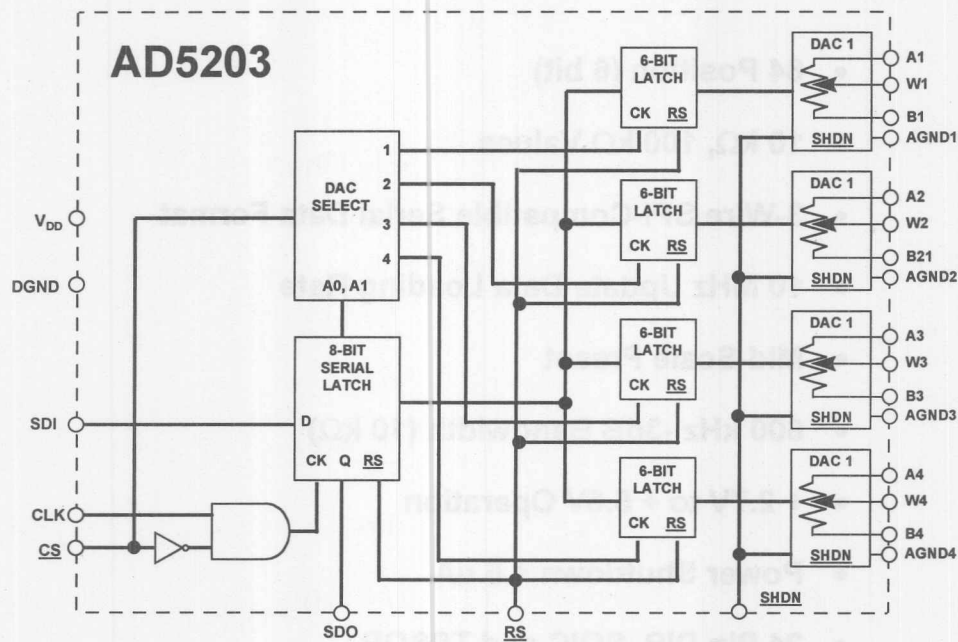 AD5203
DAC
SELECT
1
2
3
4
A0, A1
8-BIT
SERIAL
LATCH
D
CK Q RS
6-BIT
LATCH
CK RS
6-BIT
LATCH
CK RS
6-BIT
LATCH
CK RS
6-BIT
LATCH
CK RS
DAC 1
SHDN
DAC 1
SHDN
DAC 1
SHDN
DAC 1
SHDN
A1
W1
B1
AGND1
A2
W2
B21
AGND2
A3
W3
B3
AGND3
A4
W4
B4
AGND4
VDD
DGND
SDI
CLK
CS
SDO
RS
SHDN